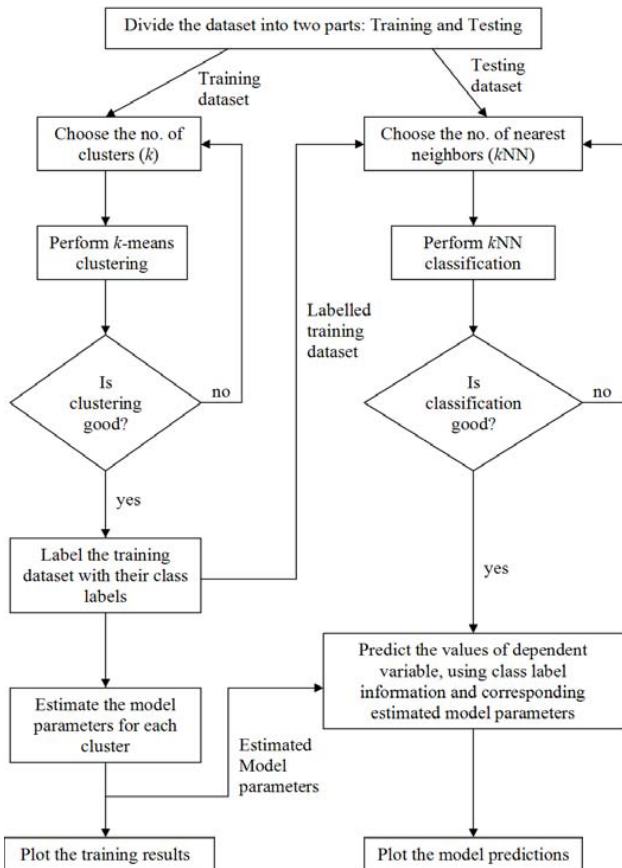 Divide the dataset into two parts: Training and Testing
Training
dataset
Testing
dataset
Choose the no. of
clusters (k)
Choose the no. of nearest
neighbors (kNN)
Perform k-means
clustering
Perform kNN
classification
Labelled
training
dataset
Is
clustering
good?
no
Is
classification
good?
no
yes
yes
Label the training
dataset with their class
labels
Predict the values of dependent
variable, using class label
information and corresponding
estimated model parameters
Estimate the model
parameters for each
cluster
Estimated
Model
parameters
Plot the training results
Plot the model predictions